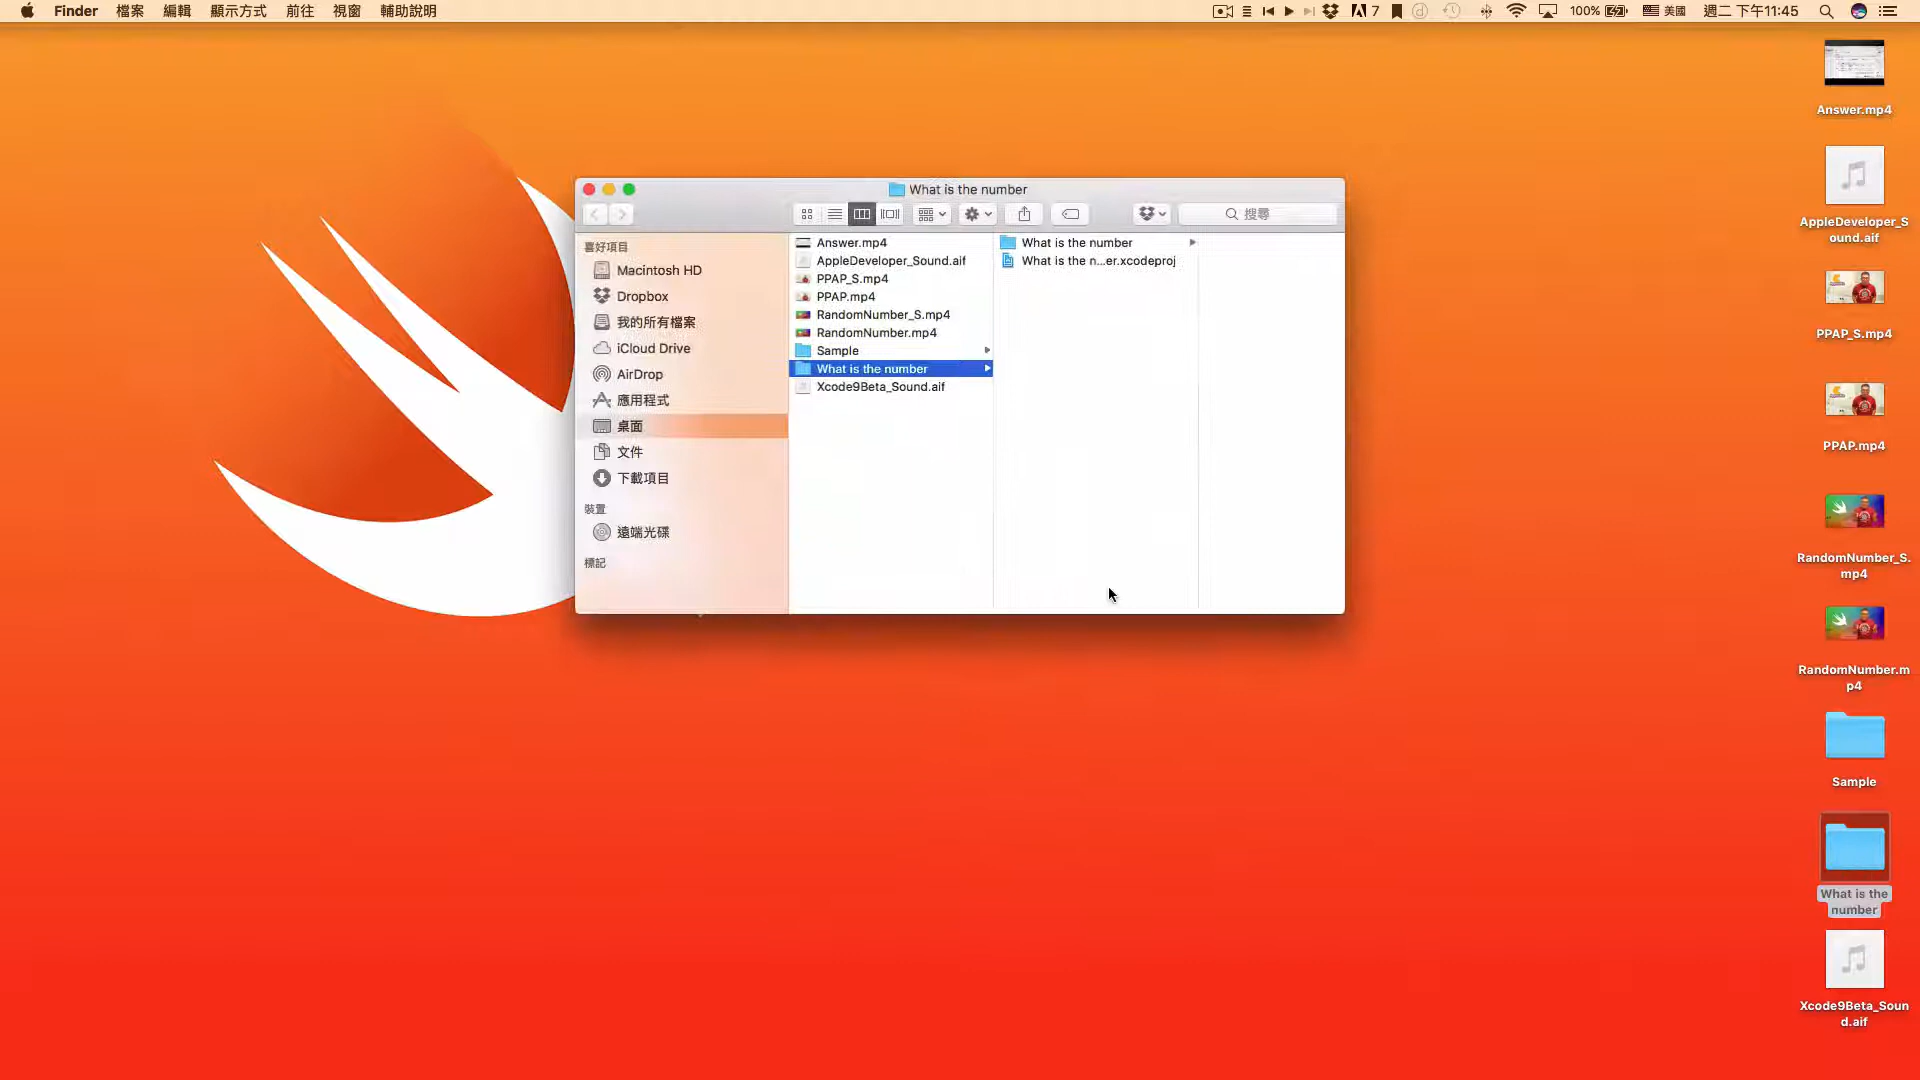 Finder 檔案 編輯 顯示方式 前往 視窗 輔助說明 7 100% 美國 週二 下午11:45
What is the number
搜尋
喜好項目
Macintosh HD
Dropbox
我的所有檔案
iCloud Drive
AirDrop
應用程式
桌面
文件
下載項目
裝置
遠端光碟
標記
Answer.mp4
AppleDeveloper_Sound.aif
PPAP_S.mp4
PPAP.mp4
RandomNumber_S.mp4
RandomNumber.mp4
Sample
What is the number
Xcode9Beta_Sound.aif
What is the number
What is the n...er.xcodeproj
Answer.mp4
AppleDeveloper_S
ound.aif
PPAP_S.mp4
PPAP.mp4
RandomNumber_S.
mp4
RandomNumber.m
p4
Sample
What is the
number
Xcode9Beta_Soun
d.aif